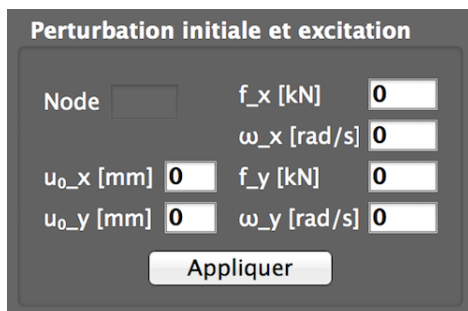 Perturbation initiale et excitation
Node f_x [kN] 0
ω_x [rad/s] 0
u₀_x [mm] 0 f_y [kN] 0
u₀_y [mm] 0 ω_y [rad/s] 0
Appliquer